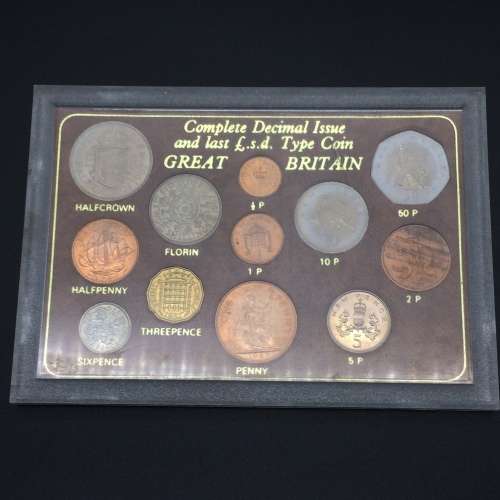 Complete Decimal Issue
and last £.s.d. Type Coin
GREAT BRITAIN
HALFCROWN
FLORIN
½ P
50 P
1 P
10 P
2 P
HALFPENNY
THREEPENCE
SIXPENCE
PENNY
5 P
5